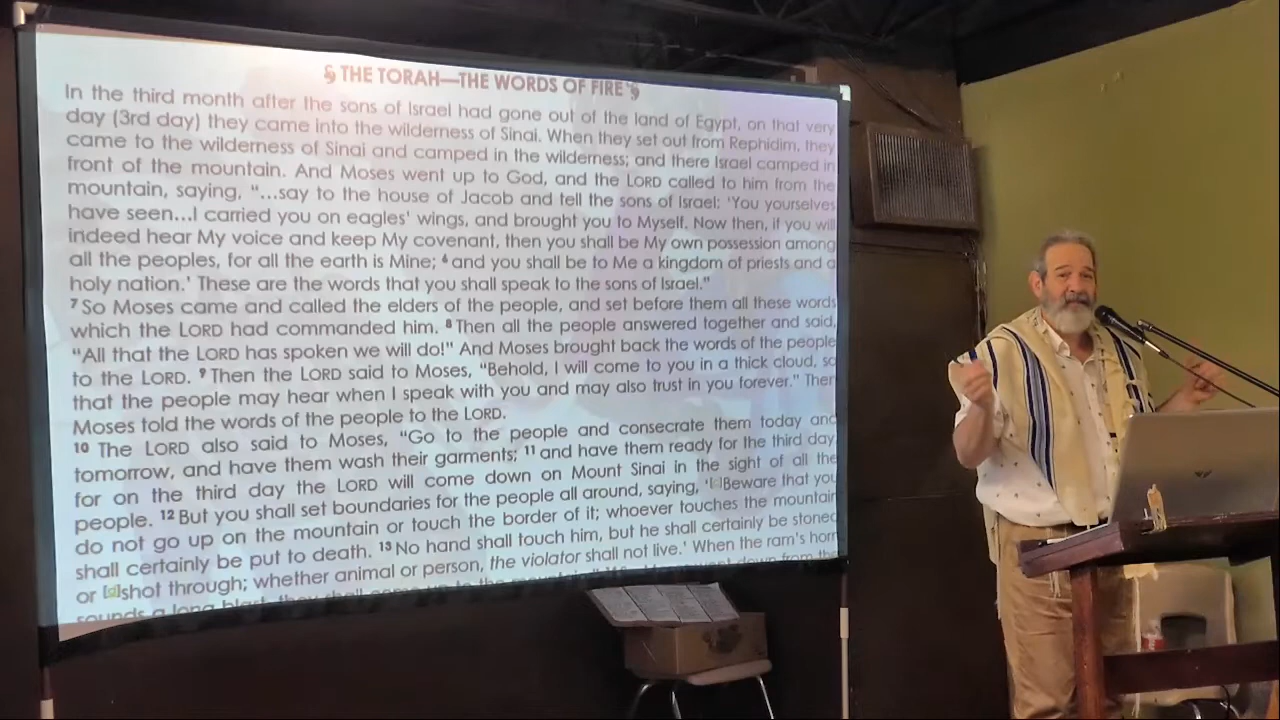 THE TORAH—THE WORDS OF FIRE
In the third month after the sons of Israel had gone out of the land of Egypt, on that very
day (3rd day) they came into the wilderness of Sinai. When they set out from Rephidim, they
came to the wilderness of Sinai and camped in the wilderness; and there Israel camped in
front of the mountain. And Moses went up to God, and the LORD called to him from the
mountain, saying, “...say to the house of Jacob and tell the sons of Israel: ‘You yourselves
have seen...I carried you on eagles’ wings, and brought you to Myself. Now then, if you will
indeed hear My voice and keep My covenant, then you shall be My own possession among
all the peoples, for all the earth is Mine; 6 and you shall be to Me a kingdom of priests and a
holy nation.’ These are the words that you shall speak to the sons of Israel.”
7 So Moses came and called the elders of the people, and set before them all these words
which the LORD had commanded him. 8 Then all the people answered together and said,
“All that the LORD has spoken we will do!” And Moses brought back the words of the people
to the LORD. 9 Then the LORD said to Moses, “Behold, I will come to you in a thick cloud, so
that the people may hear when I speak with you and may also trust in you forever.” Then
Moses told the words of the people to the LORD.
10 The LORD also said to Moses, “Go to the people and consecrate them today and
tomorrow, and have them wash their garments; 11 and have them ready for the third day
for on the third day the LORD will come down on Mount Sinai in the sight of all the
people. 12 But you shall set boundaries for the people all around, saying, ‘Beware that you
do not go up on the mountain or touch the border of it; whoever touches the mountain
shall certainly be put to death. 13 No hand shall touch him, but he shall certainly be stoned
or shot through; whether animal or person, the violator shall not live.’ When the ram’s horn
sounds a long blast, they shall come up to the